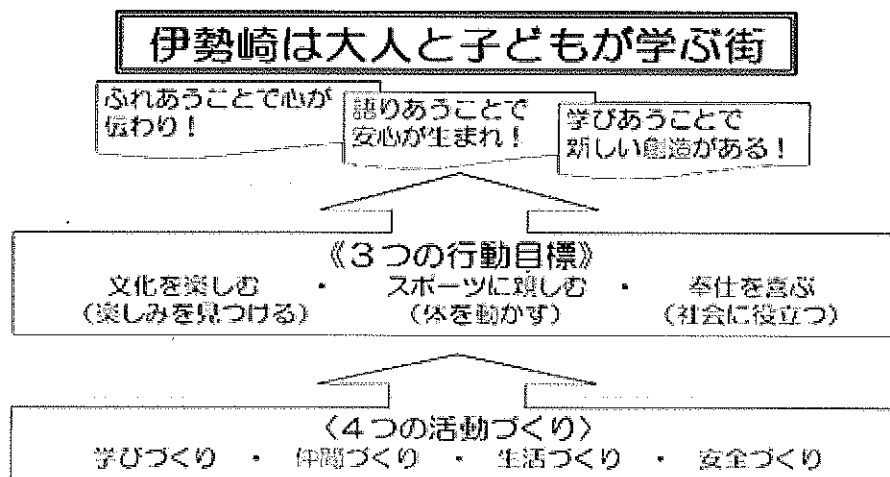 伊勢崎は大人と子どもが学ぶ街
ふれあうことで心が
伝わり！
語りあうことで
安心が生まれ！
学びあうことで
新しい創造がある！
《３つの行動目標》
文化を楽しむ ・ スポーツに親しむ ・ 奉仕を喜ぶ
（楽しみを見つける） （体を動かす） （社会に役立つ）
〈４つの活動づくり〉
学びづくり ・ 仲間づくり ・ 生活づくり ・ 安全づくり